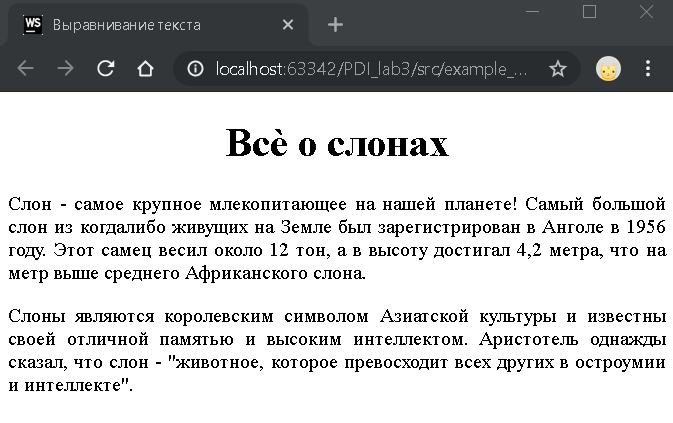 WS Выравнивание текста
localhost:63342/PDI_lab3/src/example_...
Всѐ о слонах
Слон - самое крупное млекопитающее на нашей планете! Самый большой
слон из когдалибо живущих на Земле был зарегистрирован в Анголе в 1956
году. Этот самец весил около 12 тон, а в высоту достигал 4,2 метра, что на
метр выше среднего Африканского слона.
Слоны являются королевским символом Азиатской культуры и известны
своей отличной памятью и высоким интеллектом. Аристотель однажды
сказал, что слон - "животное, которое превосходит всех других в остроумии
и интеллекте".